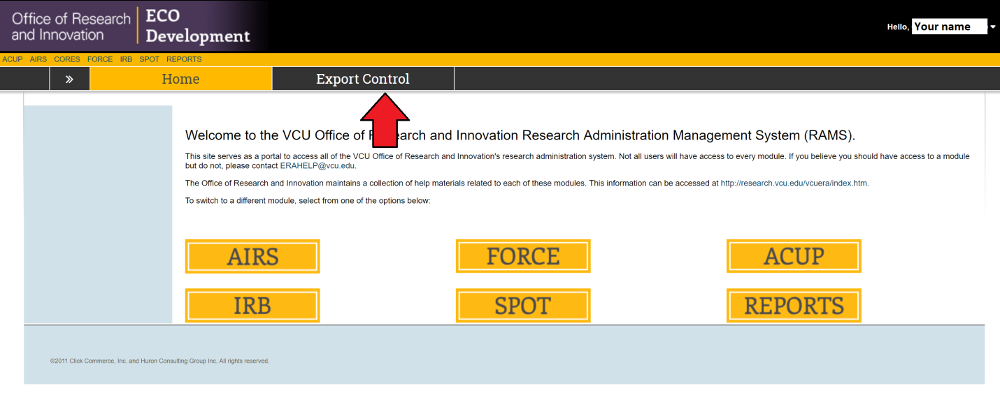 Office of Research
and Innovation
ECO
Development
Hello, Your name
ACUP AIRS CORES FORCE IRB SPOT REPORTS
» Home Export Control
Welcome to the VCU Office of Research and Innovation Research Administration Management System (RAMS).
This site serves as a portal to access all of the VCU Office of Research and Innovation's research administration system. Not all users will have access to every module. If you believe you should have access to a module
but do not, please contact ERAHELP@vcu.edu.
The Office of Research and Innovation maintains a collection of help materials related to each of these modules. This information can be accessed at http://research.vcu.edu/vcuera/index.htm.
To switch to a different module, select from one of the options below:
AIRS FORCE ACUP
IRB SPOT REPORTS
©2011 Click Commerce, Inc. and Huron Consulting Group Inc. All rights reserved.